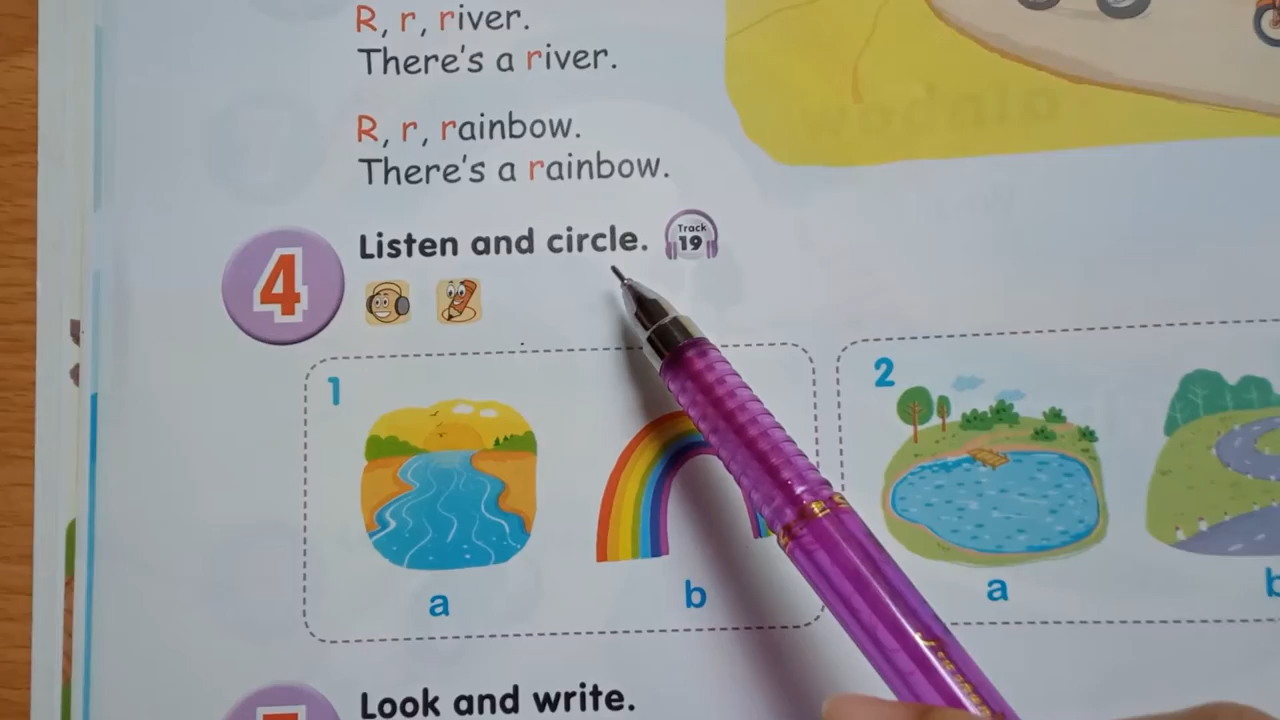 R, r, river.
There's a river.
R, r, rainbow.
There's a rainbow.
4 Listen and circle. Track 19
1
2
a
b
a
b
Look and write.